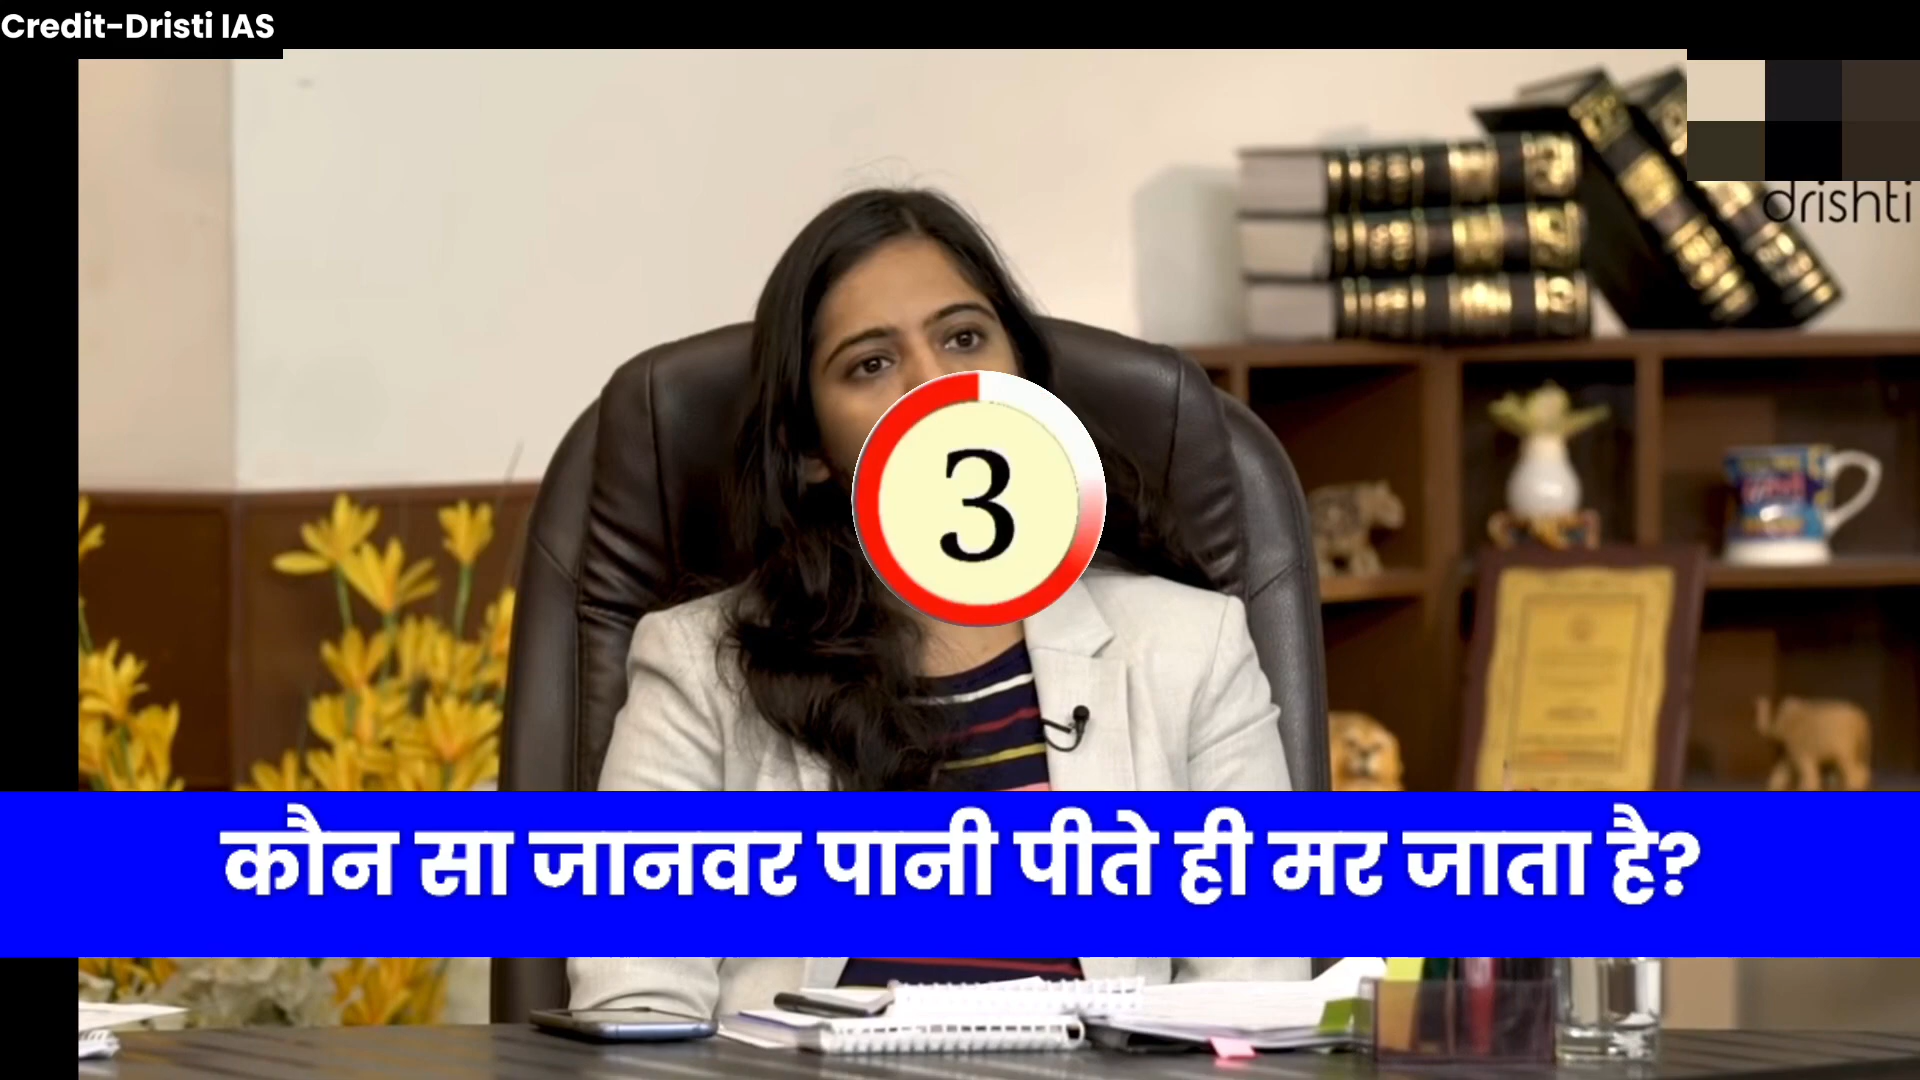 Credit-Dristi IAS
drishti
3
कौन सा जानवर पानी पीते ही मर जाता है?